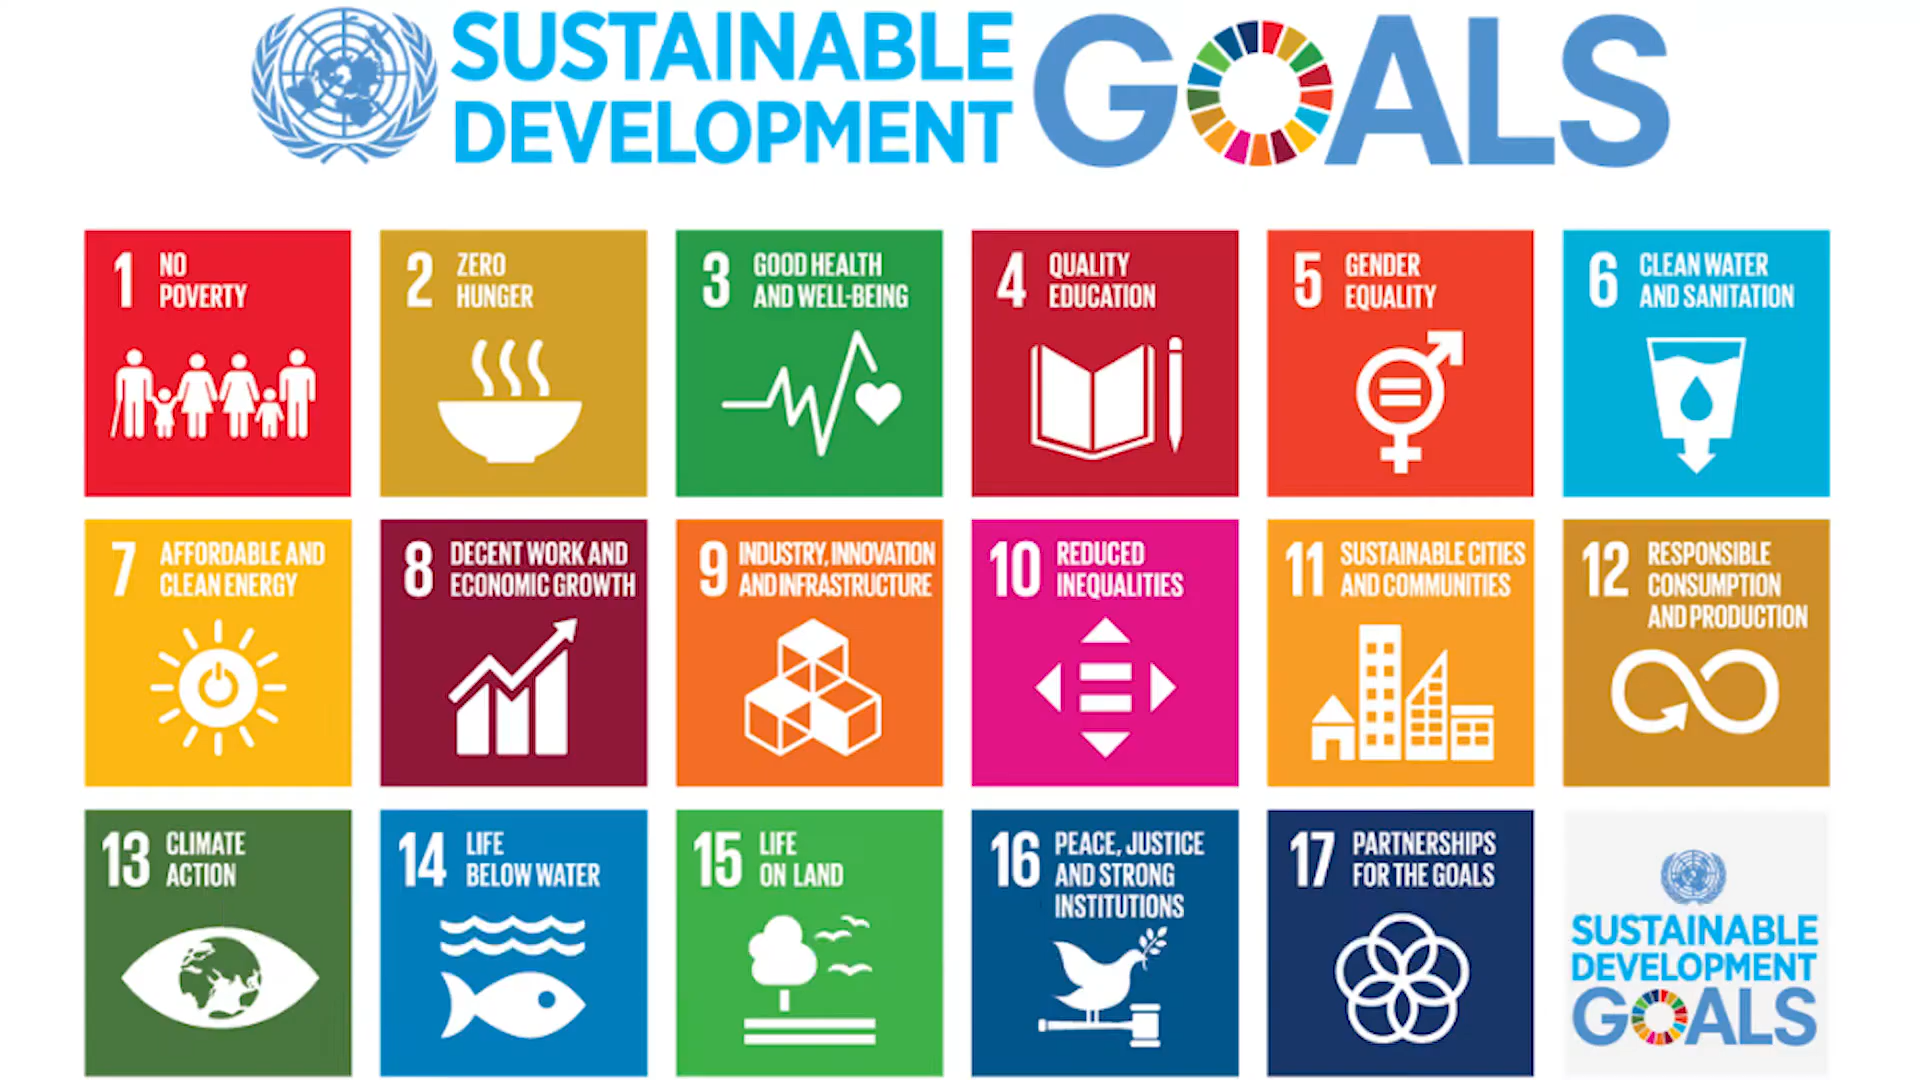 SUSTAINABLE
DEVELOPMENT
GOALS
1 NO
POVERTY
2 ZERO
HUNGER
3 GOOD HEALTH
AND WELL-BEING
4 QUALITY
EDUCATION
5 GENDER
EQUALITY
6 CLEAN WATER
AND SANITATION
7 AFFORDABLE AND
CLEAN ENERGY
8 DECENT WORK AND
ECONOMIC GROWTH
9 INDUSTRY, INNOVATION
AND INFRASTRUCTURE
10 REDUCED
INEQUALITIES
11 SUSTAINABLE CITIES
AND COMMUNITIES
12 RESPONSIBLE
CONSUMPTION
AND PRODUCTION
13 CLIMATE
ACTION
14 LIFE
BELOW WATER
15 LIFE
ON LAND
16 PEACE, JUSTICE
AND STRONG
INSTITUTIONS
17 PARTNERSHIPS
FOR THE GOALS
SUSTAINABLE
DEVELOPMENT
GOALS